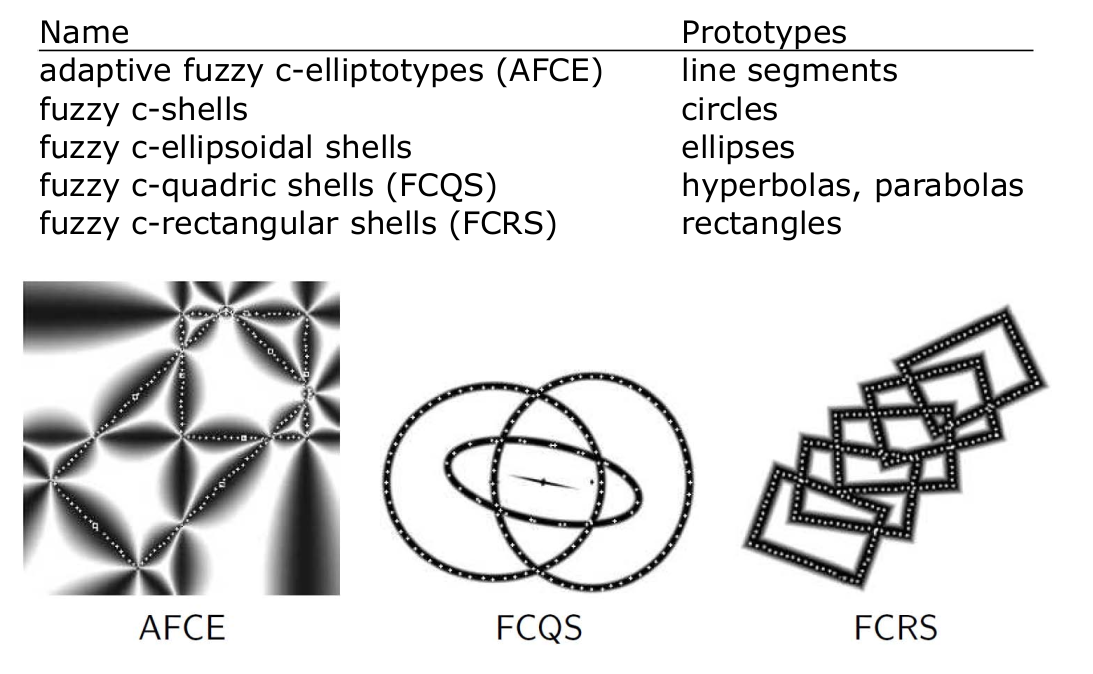 Name Prototypes
adaptive fuzzy c-elliptotypes (AFCE) line segments
fuzzy c-shells circles
fuzzy c-ellipsoidal shells ellipses
fuzzy c-quadric shells (FCQS) hyperbolas, parabolas
fuzzy c-rectangular shells (FCRS) rectangles
AFCE FCQS FCRS